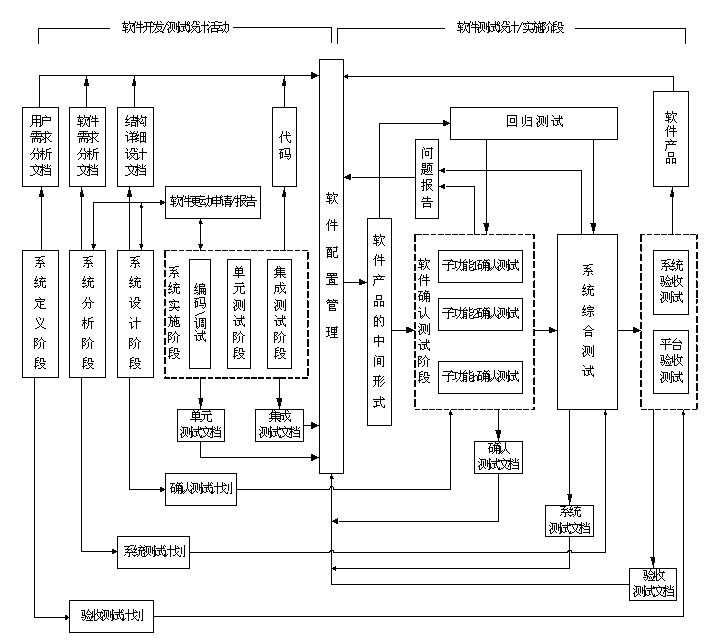 软件开发/测试设计活动
软件测试设计/实施阶段
用户
需求
分析
文档
软件
需求
分析
文档
结构
详细
设计
文档
代码
回归测试
软件产品
问题报告
软件更动申请/报告
软件配置管理
软件产品的中间形式
系统定义阶段
系统分析阶段
系统设计阶段
系统实施阶段
编码/调试
单元测试阶段
集成测试阶段
软件确认测试阶段
子功能1确认测试
子功能2确认测试
子功能n确认测试
系统综合测试
系统
验收
测试
平台
验收
测试
单元
测试文档
集成
测试文档
确认
测试文档
确认测试计划
系统
测试文档
系统测试计划
验收
测试文档
验收测试计划